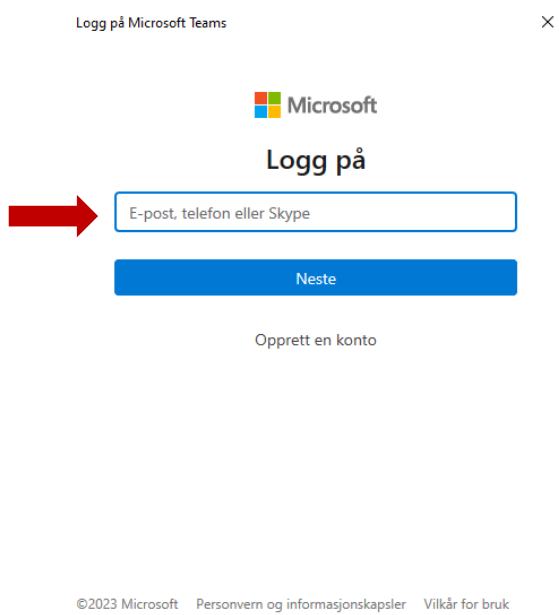 Logg på Microsoft Teams
Microsoft
Logg på
E-post, telefon eller Skype
Neste
Opprett en konto
©2023 Microsoft Personvern og informasjonskapsler Vilkår for bruk